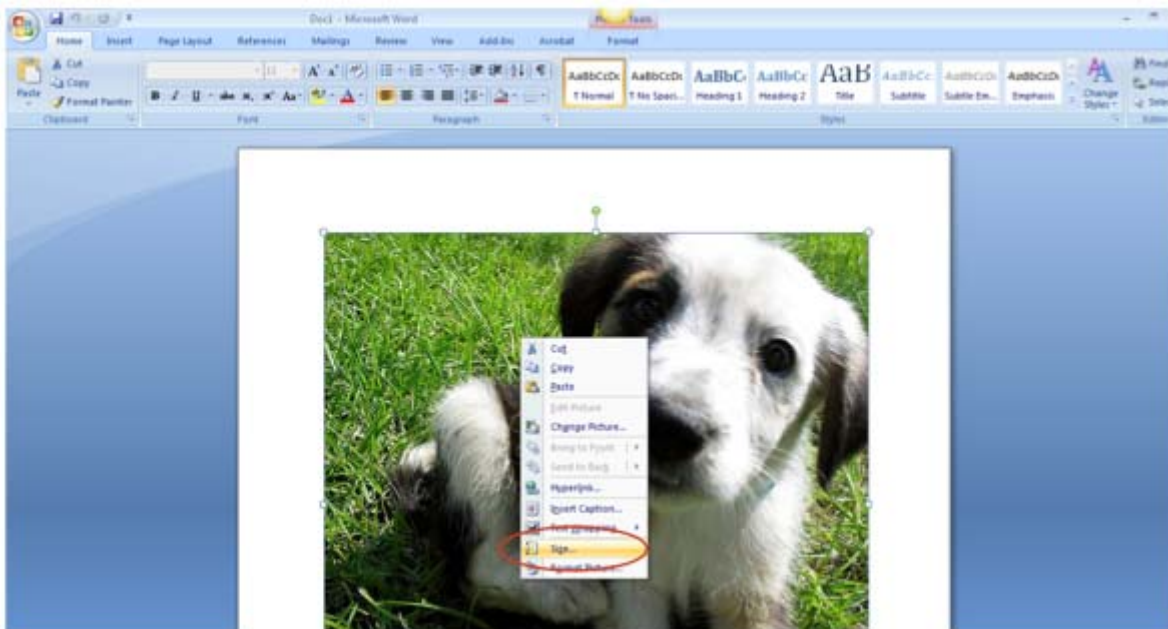 Doc1 - Microsoft Word
Home Insert Page Layout References Mailings Review View Add-Ins Acrobat Format
Cut
Copy
Paste
Format Painter
AaBbCcDc AaBbCcDc AaBbC AaBbCc AaB AaBbCc AaBbCcDc AaBbCcDc
¶ Normal ¶ No Spaci... Heading 1 Heading 2 Title Subtitle Subtle Em... Emphasis
Change
Styles
Clipboard Font Paragraph Styles
Cut
Copy
Paste
Edit Picture
Change Picture...
Bring to Front
Send to Back
Hyperlink...
Insert Caption...
Text Wrapping
Size...
Format Picture...